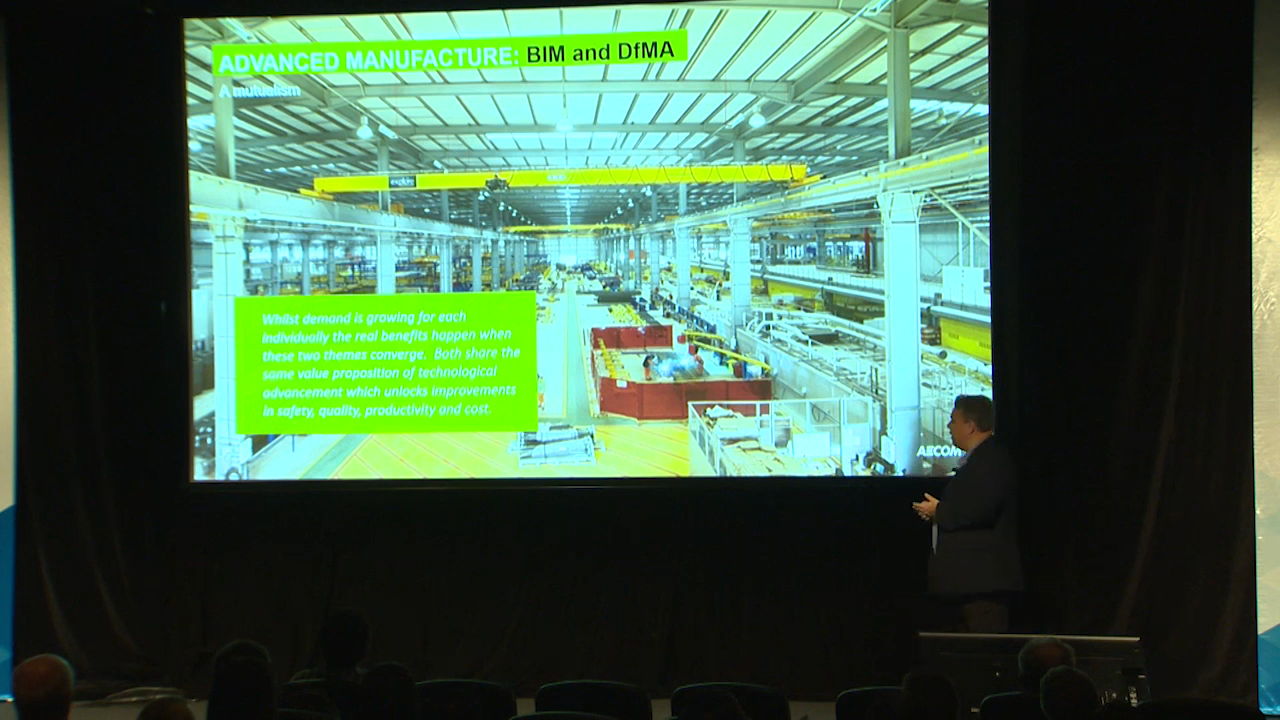 ADVANCED MANUFACTURE: BIM and DfMA
A mutualism
explore
Whilst demand is growing for each
individually the real benefits happen when
these two themes converge. Both share the
same value proposition of technological
advancement which unlocks improvements
in safety, quality, productivity and cost.
AECOM